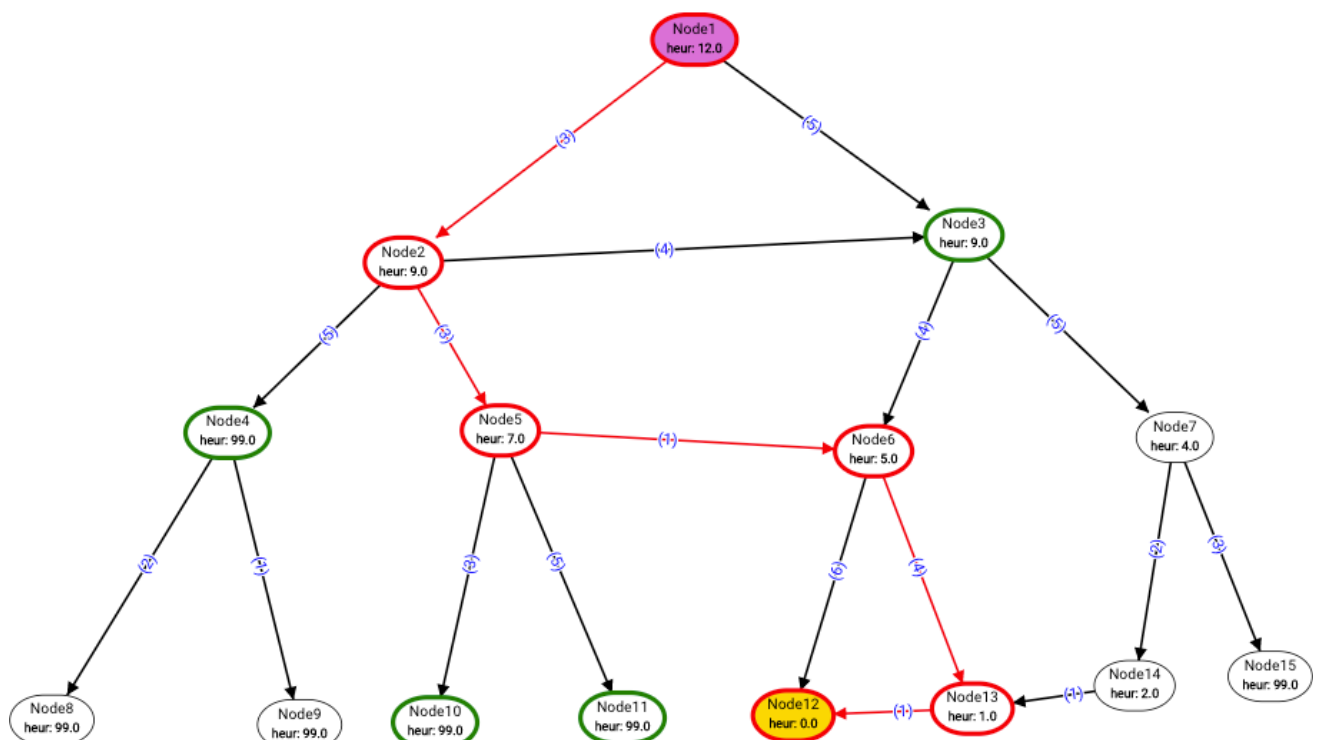 Node1
heur: 12.0
(3)
(5)
Node3
heur: 9.0
Node2
heur: 9.0
(4)
(5)
(3)
(4)
(5)
Node4
heur: 99.0
Node5
heur: 7.0
(1)
Node6
heur: 5.0
Node7
heur: 4.0
(2)
(1)
(3)
(5)
(6)
(4)
(2)
(3)
Node8
heur: 99.0
Node9
heur: 99.0
Node10
heur: 99.0
Node11
heur: 99.0
Node12
heur: 0.0
(1)
Node13
heur: 1.0
(1)
Node14
heur: 2.0
Node15
heur: 99.0